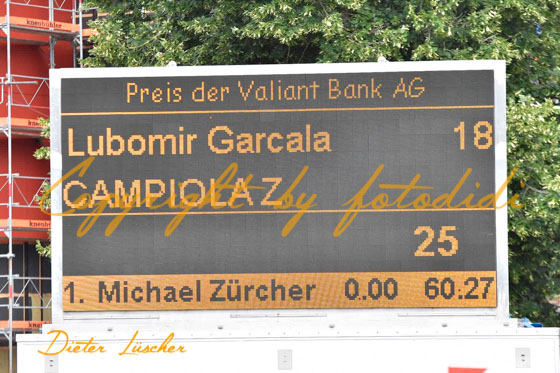 knenhühler
Preis der Valiant Bank AG
Lubomir Garcala 18
CAMPIOLA Z
Copyright by fotodidi
25
1. Michael Zürcher 0.00 60:27
Dieter Lüscher